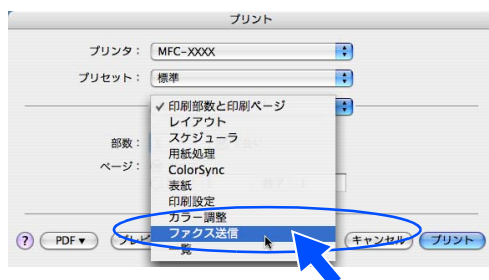 プリント
プリンタ： MFC-XXXX
プリセット： 標準
✓ 印刷部数と印刷ページ
レイアウト
部数： スケジューラ
用紙処理
ページ： ColorSync
表紙
印刷設定
カラー調整
ファクス送信
一覧
? PDF▼ プレビ キャンセル プリント